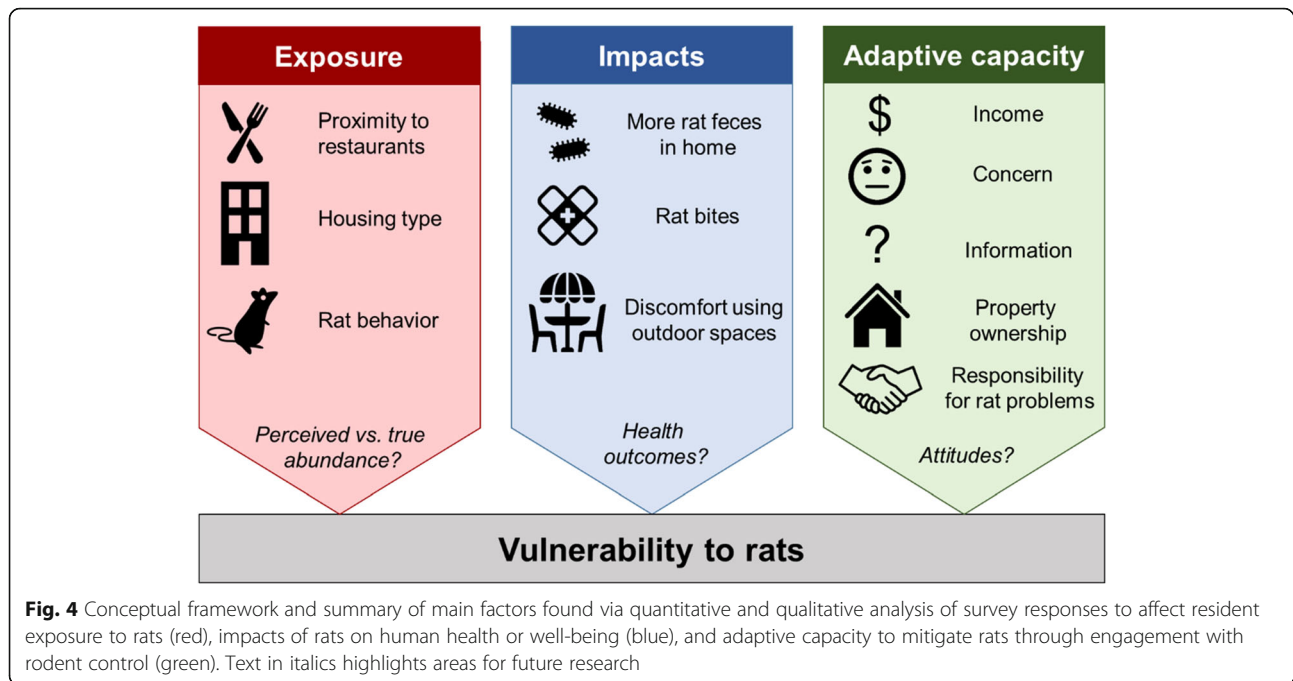 Exposure
Proximity to
restaurants
Housing type
Rat behavior
Perceived vs. true
abundance?
Impacts
More rat feces
in home
Rat bites
Discomfort using
outdoor spaces
Health
outcomes?
Adaptive capacity
$
Income
Concern
?
Information
Property
ownership
Responsibility
for rat problems
Attitudes?
Vulnerability to rats
Fig. 4 Conceptual framework and summary of main factors found via quantitative and qualitative analysis of survey responses to affect resident
exposure to rats (red), impacts of rats on human health or well-being (blue), and adaptive capacity to mitigate rats through engagement with
rodent control (green). Text in italics highlights areas for future research